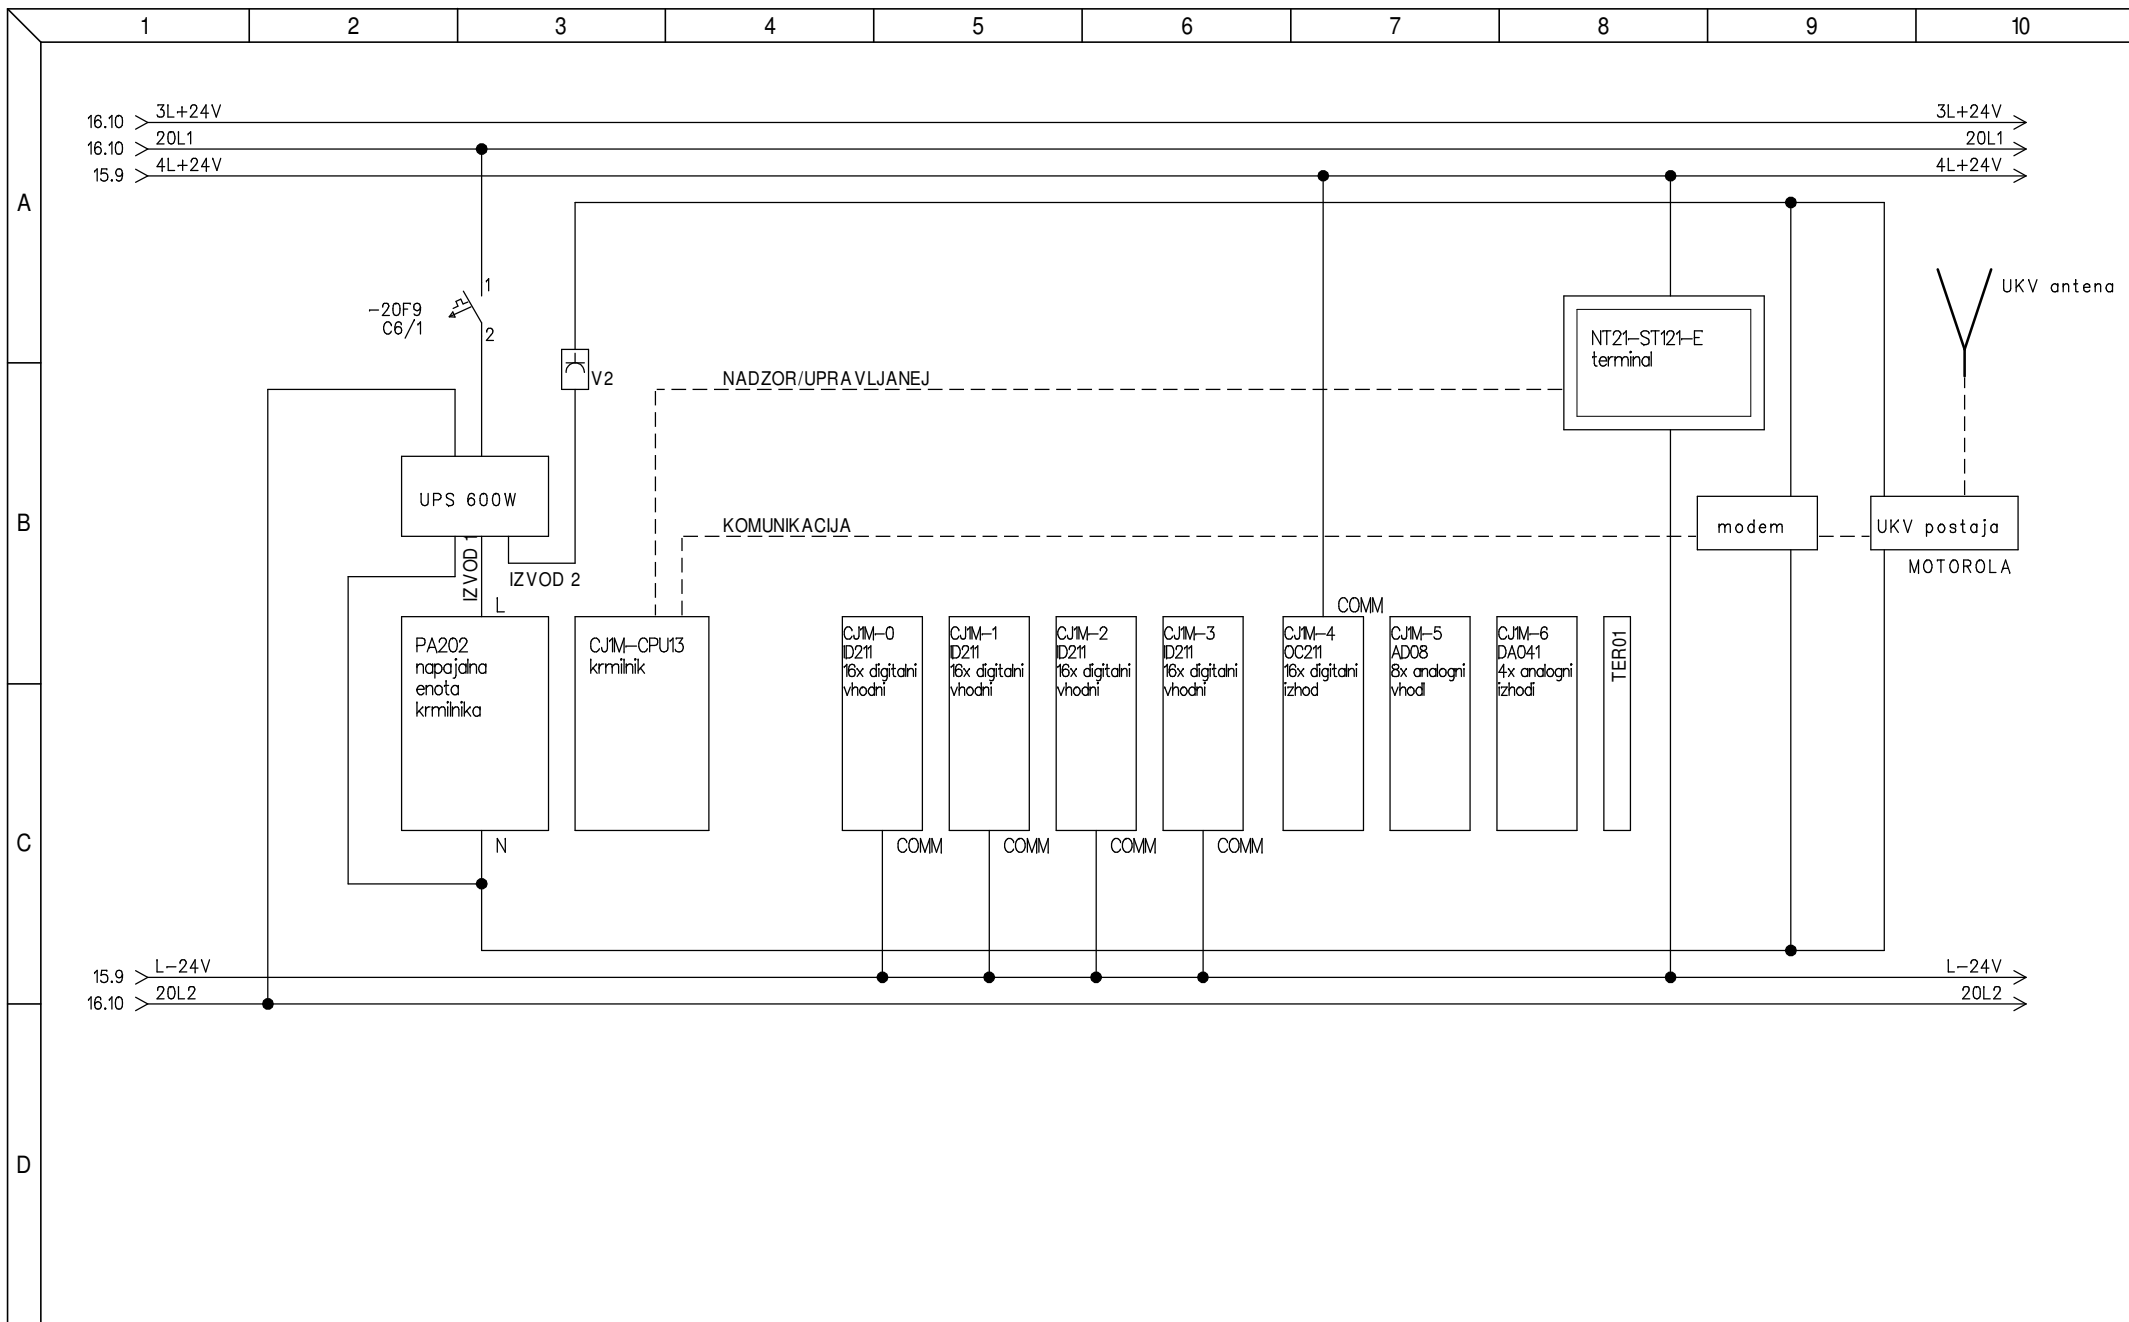 1 2 3 4 5 6 7 8 9 10
16.10 3L+24V 3L+24V
16.10 20L1 20L1
15.9 4L+24V 4L+24V
A
1
-20F9
C6/1
2
UKV antena
NT21-ST121-E
terminal
V2
NADZOR/UPRAVLJANEJ
UPS 600W
B
KOMUNIKACIJA
modem
UKV postaja
MOTOROLA
IZVOD 1
IZVOD 2
L
COMM
PA202
napajalna
enota
krmilnika
CJ1M-CPU13
krmilnik
CJ1M-0
ID211
16x digitalni
vhodni
CJ1M-1
ID211
16x digitalni
vhodni
CJ1M-2
ID211
16x digitalni
vhodni
CJ1M-3
ID211
16x digitalni
vhodni
CJ1M-4
OC211
16x digitalni
izhod
CJ1M-5
AD08
8x analogni
vhodi
CJ1M-6
DA041
4x analogni
izhodi
TER01
C
N
COMM COMM COMM COMM
15.9 L-24V L-24V
16.10 20L2 20L2
D